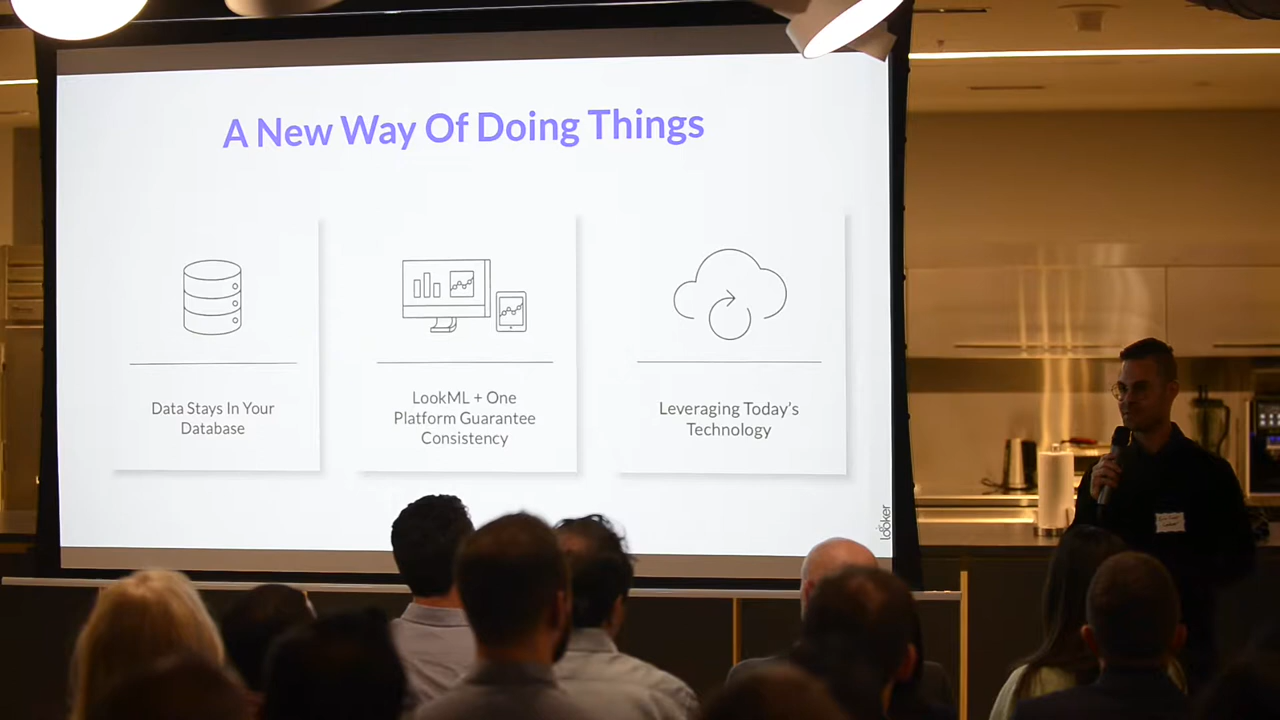 A New Way Of Doing Things
Data Stays In Your
Database
LookML + One
Platform Guarantee
Consistency
Leveraging Today's
Technology
looker